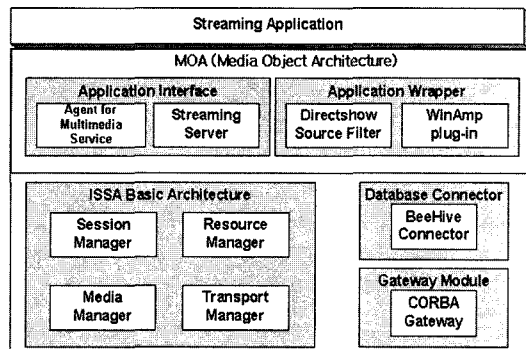 Streaming Application
MOA (Media Object Architecture)
Application Interface
Agent for
Multimedia
Service
Streaming
Server
Application Wrapper
Directshow
Source Filter
WinAmp
plug-in
ISSA Basic Architecture
Session
Manager
Resource
Manager
Media
Manager
Transport
Manager
Database Connector
BeeHive
Connector
Gateway Module
CORBA
Gateway